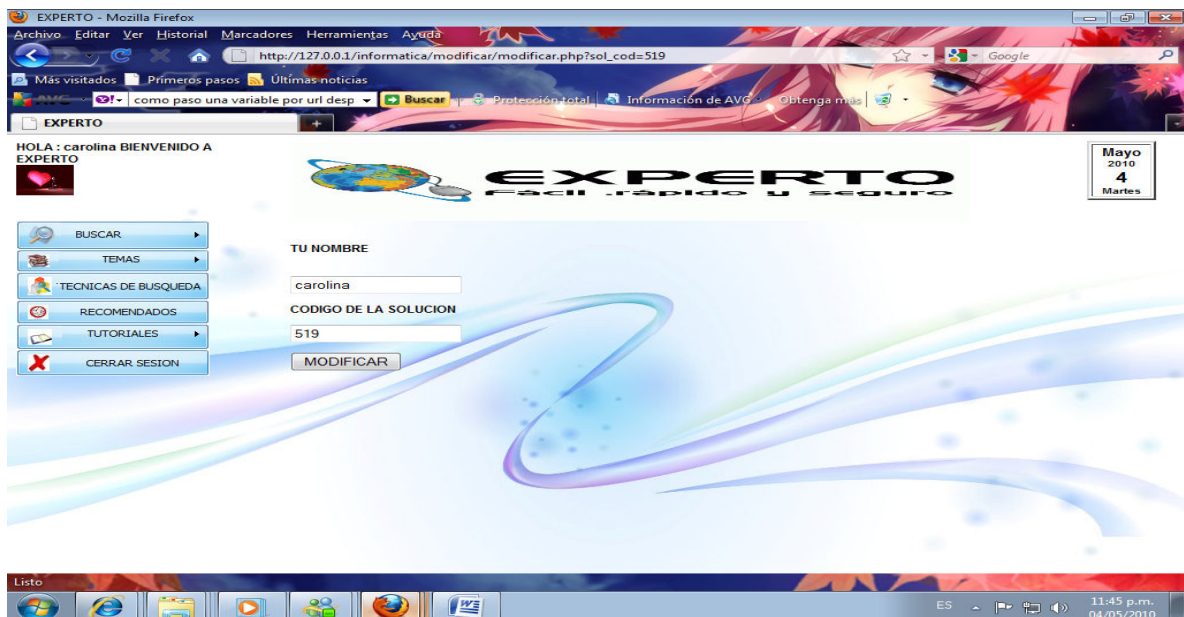 EXPERTO - Mozilla Firefox
Archivo Editar Ver Historial Marcadores Herramientas Ayuda
http://127.0.0.1/informatica/modificar/modificar.php?sol_cod=519
Google
Más visitados Primeros pasos Últimas noticias
AVG como paso una variable por url desp Buscar Protección total Información de AVG Obtenga más
EXPERTO
HOLA : carolina BIENVENIDO A
EXPERTO
EXPERTO
Fácil ,rápido y seguro
Mayo
2010
4
Martes
BUSCAR
TEMAS
TECNICAS DE BUSQUEDA
RECOMENDADOS
TUTORIALES
CERRAR SESION
TU NOMBRE
carolina
CODIGO DE LA SOLUCION
519
MODIFICAR
Listo
ES
11:45 p.m.
04/05/2010